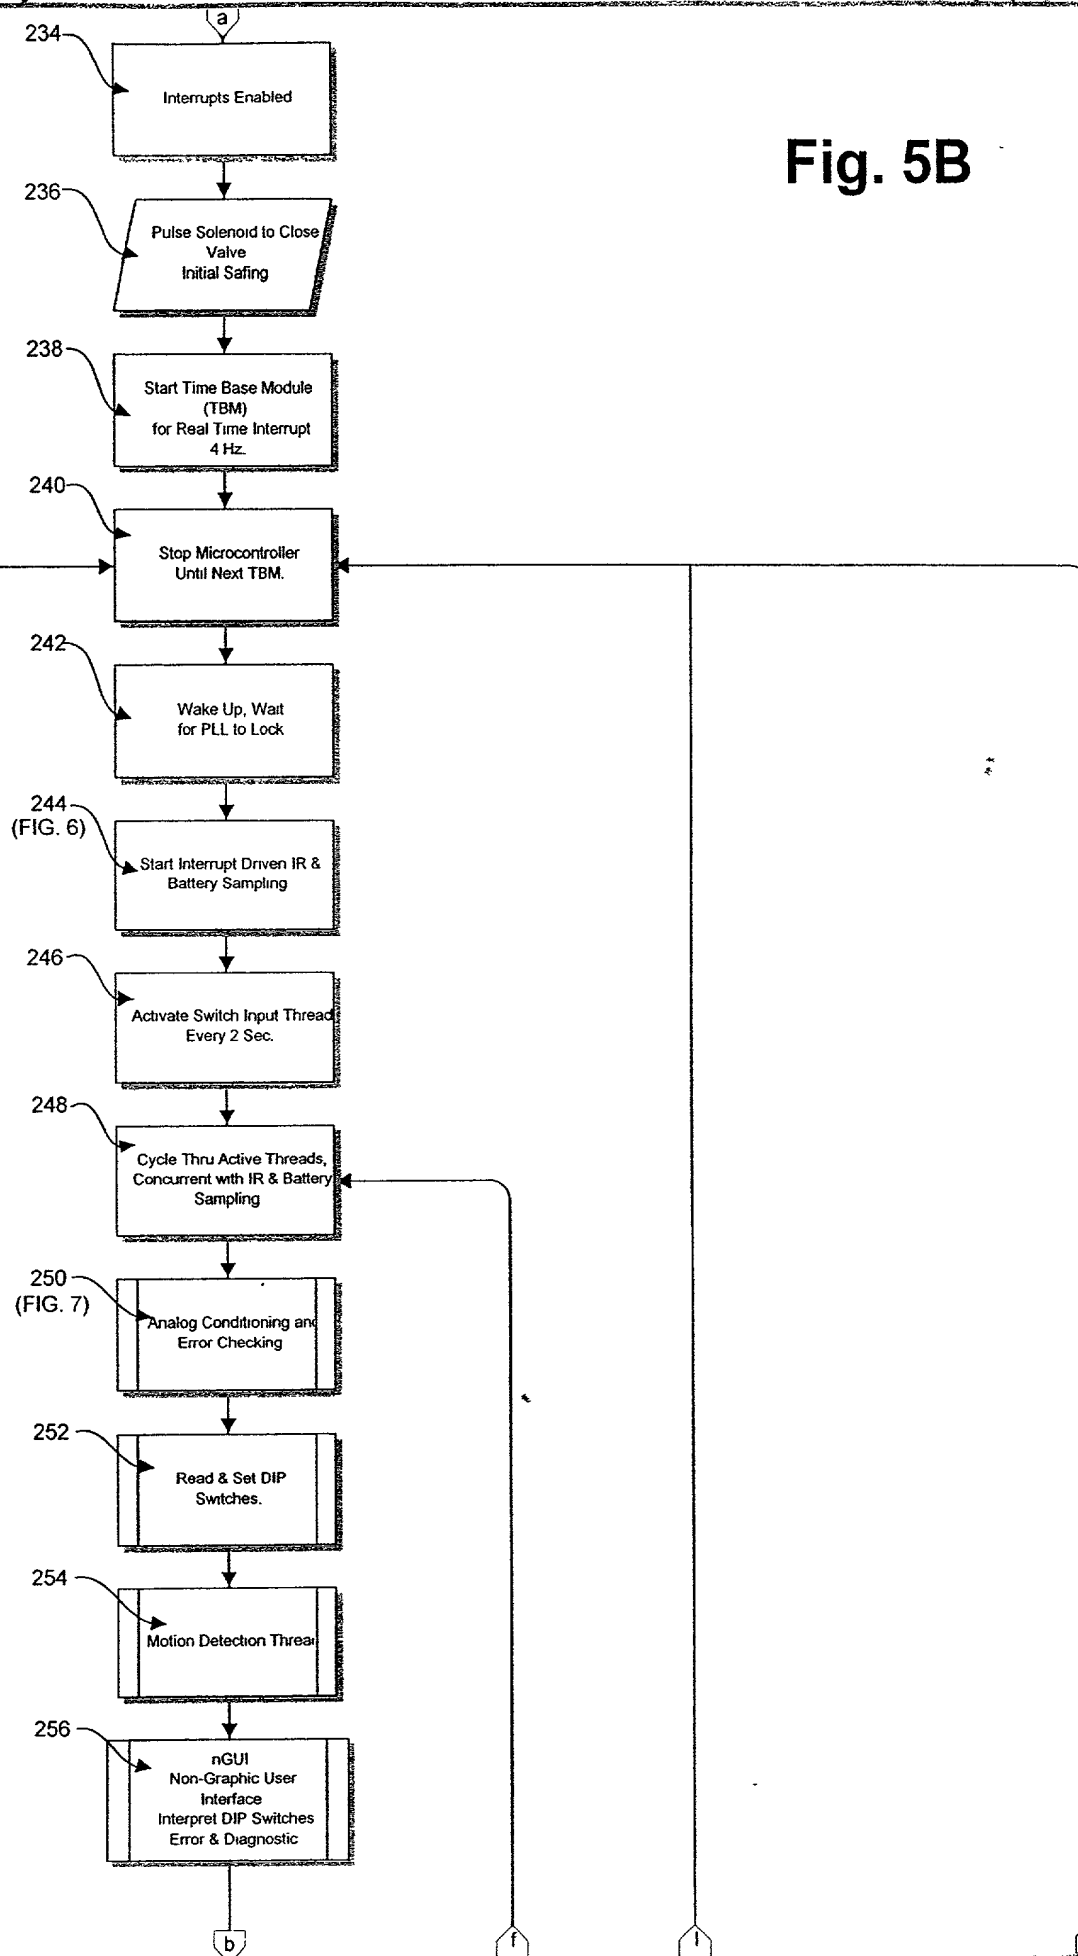 a
234
Interrupts Enabled
Fig. 5B
236
Pulse Solenoid to Close
Valve
Initial Safing
238
Start Time Base Module
(TBM)
for Real Time Interrupt
4 Hz.
240
Stop Microcontroller
Until Next TBM.
242
Wake Up, Wait
for PLL to Lock
244
(FIG. 6)
Start Interrupt Driven IR &
Battery Sampling
246
Activate Switch Input Thread
Every 2 Sec.
248
Cycle Thru Active Threads,
Concurrent with IR & Battery
Sampling
250
(FIG. 7)
Analog Conditioning and
Error Checking
252
Read & Set DIP
Switches.
254
Motion Detection Thread
256
nGUI
Non-Graphic User
Interface
Interpret DIP Switches
Error & Diagnostic
b
f